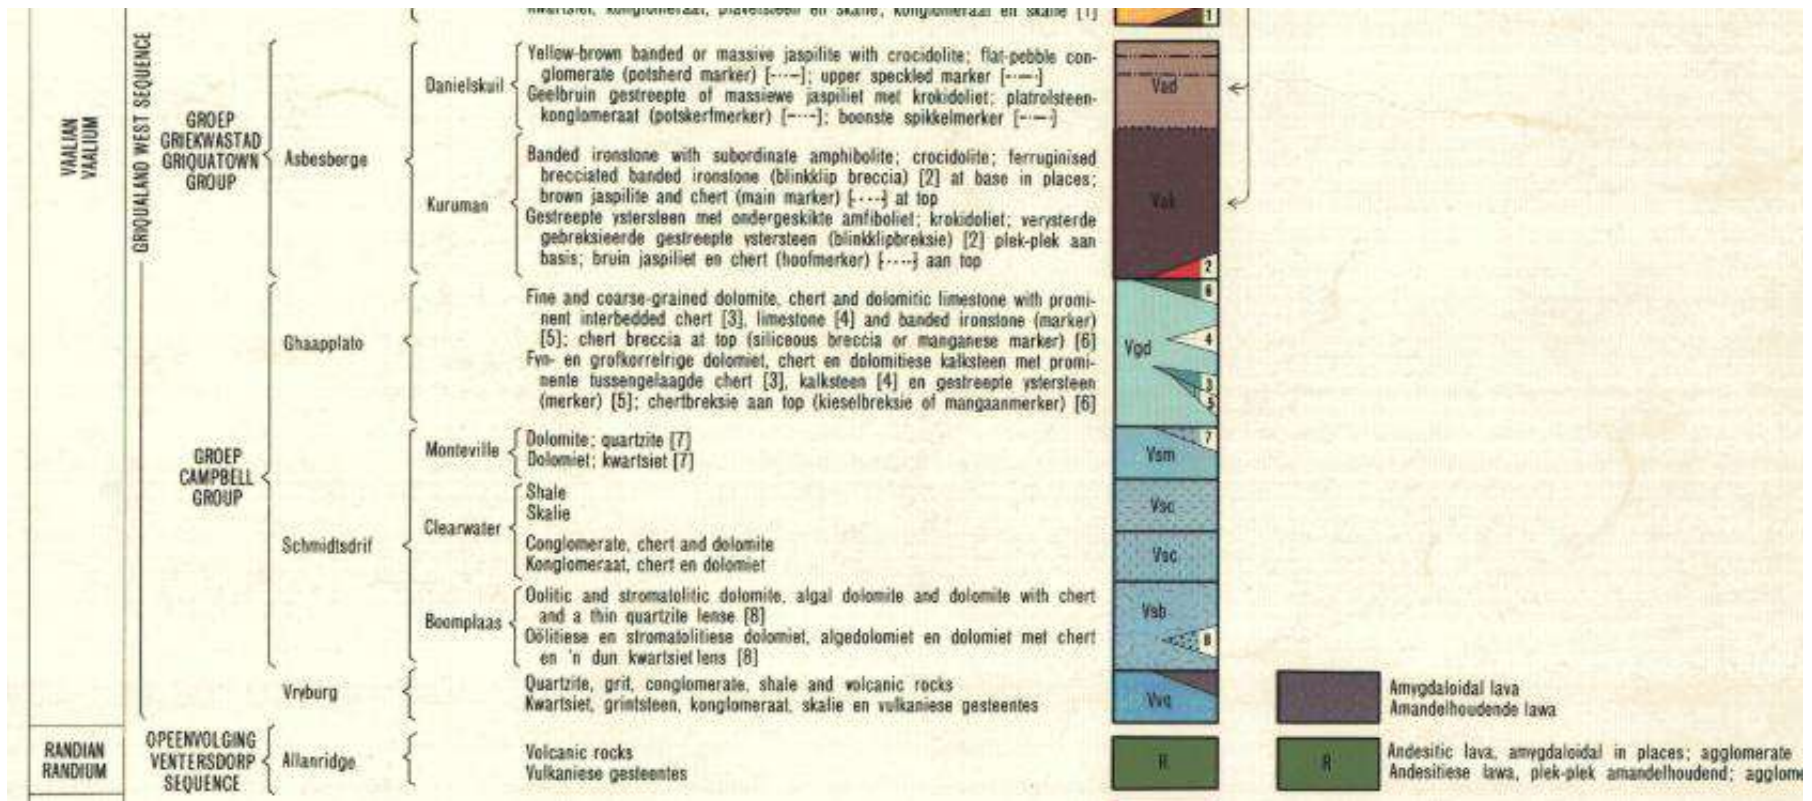 kwartsiet, konglomeraat, spavelsteen en skalie, konglomeraat en skalie [1]
1
VAALIAN
VAALIUM
GRIQUALAND WEST SEQUENCE
GROEP
GRIEKWASTAD
GRIQUATOWN
GROUP
Asbesberge
Danielskuil
Yellow-brown banded or massive jaspilite with crocidolite; flat-pebble con-
glomerate (potsherd marker) [----]; upper speckled marker [----]
Geelbruin gestreepte of massiewe jaspiliet met krokidoliet; platrolsteen-
konglomeraat (potskerfmerker) [----]; boonste spikkelmerker [----]
Vad
Kuruman
Banded ironstone with subordinate amphibolite; crocidolite; ferruginised
brecciated banded ironstone (blinkklip breccia) [2] at base in places;
brown jaspilite and chert (main marker) [----] at top
Gestreepte ystersteen met ondergeskikte amfiboliet; krokidoliet; verysterde
gebreksieerde gestreepte ystersteen (blinkklipbreksie) [2] plek-plek aan
basis; bruin jaspiliet en chert (hoofmerker) [----] aan top
Vak
2
GROEP
CAMPBELL
GROUP
Ghaapplato
Fine and coarse-grained dolomite, chert and dolomitic limestone with promi-
nent interbedded chert [3], limestone [4] and banded ironstone (marker)
[5]; chert breccia at top (siliceous breccia or manganese marker) [6]
Fyn- en grofkorrelrige dolomiet, chert en dolomitiese kalksteen met promi-
nente tussengelaagde chert [3], kalksteen [4] en gestreepte ystersteen
(merker) [5]; chertbreksie aan top (kieselbreksie of mangaanmerker) [6]
Vgd
6
4
3
5
Schmidtsdrif
Monteville
Dolomite; quartzite [7]
Dolomiet; kwartsiet [7]
Vsm
7
Clearwater
Shale
Skalie
Vsc
Conglomerate, chert and dolomite
Konglomeraat, chert en dolomiet
Vsc
Boomplaas
Oolitic and stromatolitic dolomite, algal dolomite and dolomite with chert
and a thin quartzite lense [8]
Oölitiese en stromatolitiese dolomiet, algedolomiet en dolomiet met chert
en 'n dun kwartsiet lens [8]
Vsb
8
Vryburg
Quartzite, grit, conglomerate, shale and volcanic rocks
Kwartsiet, grintsteen, konglomeraat, skalie en vulkaniese gesteentes
Vvq
Amygdaloidal lava
Amandelhoudende lawa
RANDIAN
RANDIUM
OPEENVOLGING
VENTERSDORP
SEQUENCE
Allanridge
Volcanic rocks
Vulkaniese gesteentes
R
R
Andesitic lava, amygdaloidal in places; agglomerate
Andesitiese lawa, plek-plek amandelhoudend; agglome